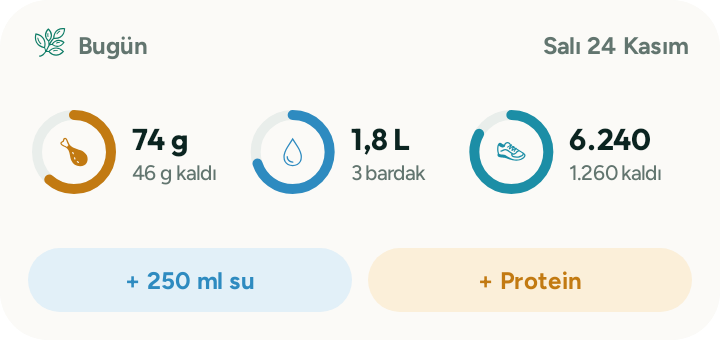 Bugün
Salı 24 Kasım
74 g
46 g kaldı
1,8 L
3 bardak
6.240
1.260 kaldı
+ 250 ml su
+ Protein